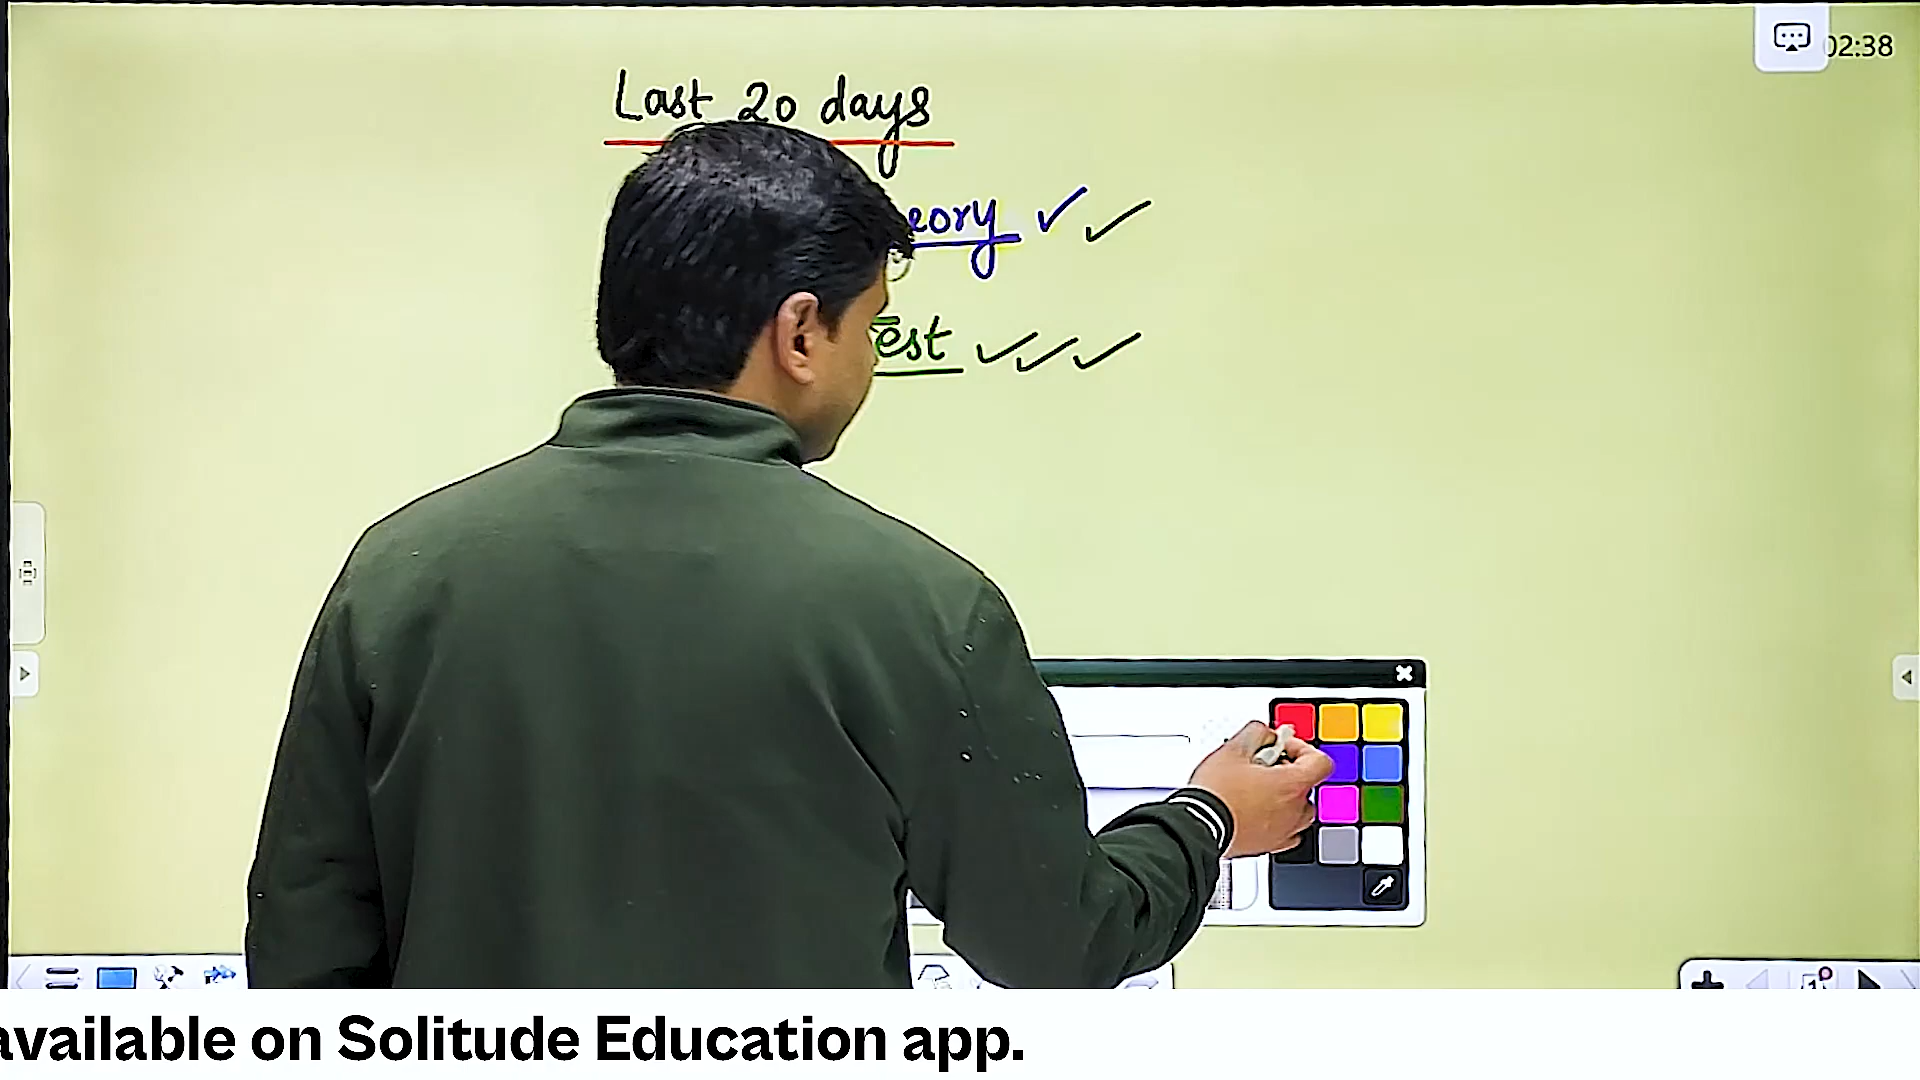 02:38
Last 20 days
eory ✓ ✓
est ✓ ✓ ✓
available on Solitude Education app.